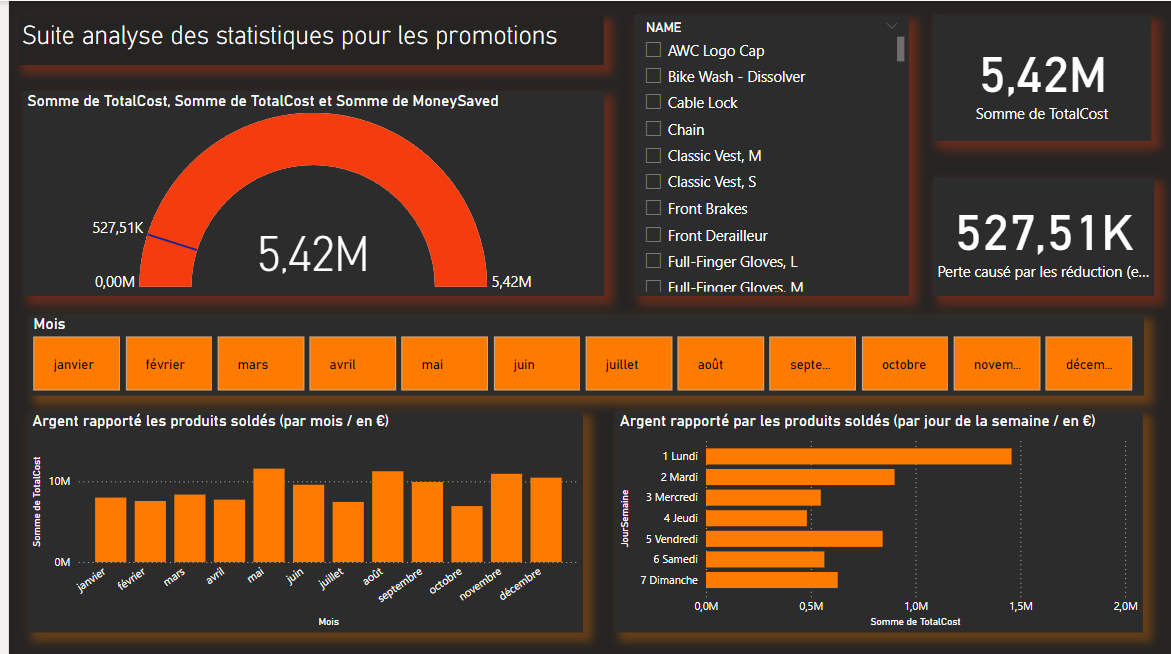 Suite analyse des statistiques pour les promotions
NAME
AWC Logo Cap
Bike Wash - Dissolver
Cable Lock
Chain
Classic Vest, M
Classic Vest, S
Front Brakes
Front Derailleur
Full-Finger Gloves, L
Full-Finger Gloves, M
5,42M
Somme de TotalCost
527,51K
Perte causé par les réduction (e...
Somme de TotalCost, Somme de TotalCost et Somme de MoneySaved
527,51K
5,42M
0,00M
5,42M
Mois
janvier février mars avril mai juin juillet août septe... octobre novem... décem...
Argent rapporté les produits soldés (par mois / en €)
Somme de TotalCost
10M
0M
janvier février mars avril mai juin juillet août septembre octobre novembre décembre
Mois
Argent rapporté par les produits soldés (par jour de la semaine / en €)
JourSemaine
1 Lundi
2 Mardi
3 Mercredi
4 Jeudi
5 Vendredi
6 Samedi
7 Dimanche
0,0M 0,5M 1,0M 1,5M 2,0M
Somme de TotalCost